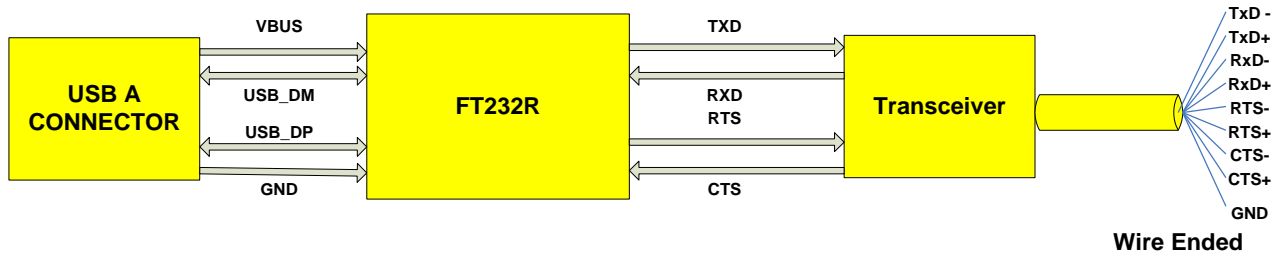 USB A
CONNECTOR
VBUS
USB_DM
USB_DP
GND
FT232R
TXD
RXD
RTS
CTS
Transceiver
TxD -
TxD+
RxD-
RxD+
RTS-
RTS+
CTS-
CTS+
GND
Wire Ended